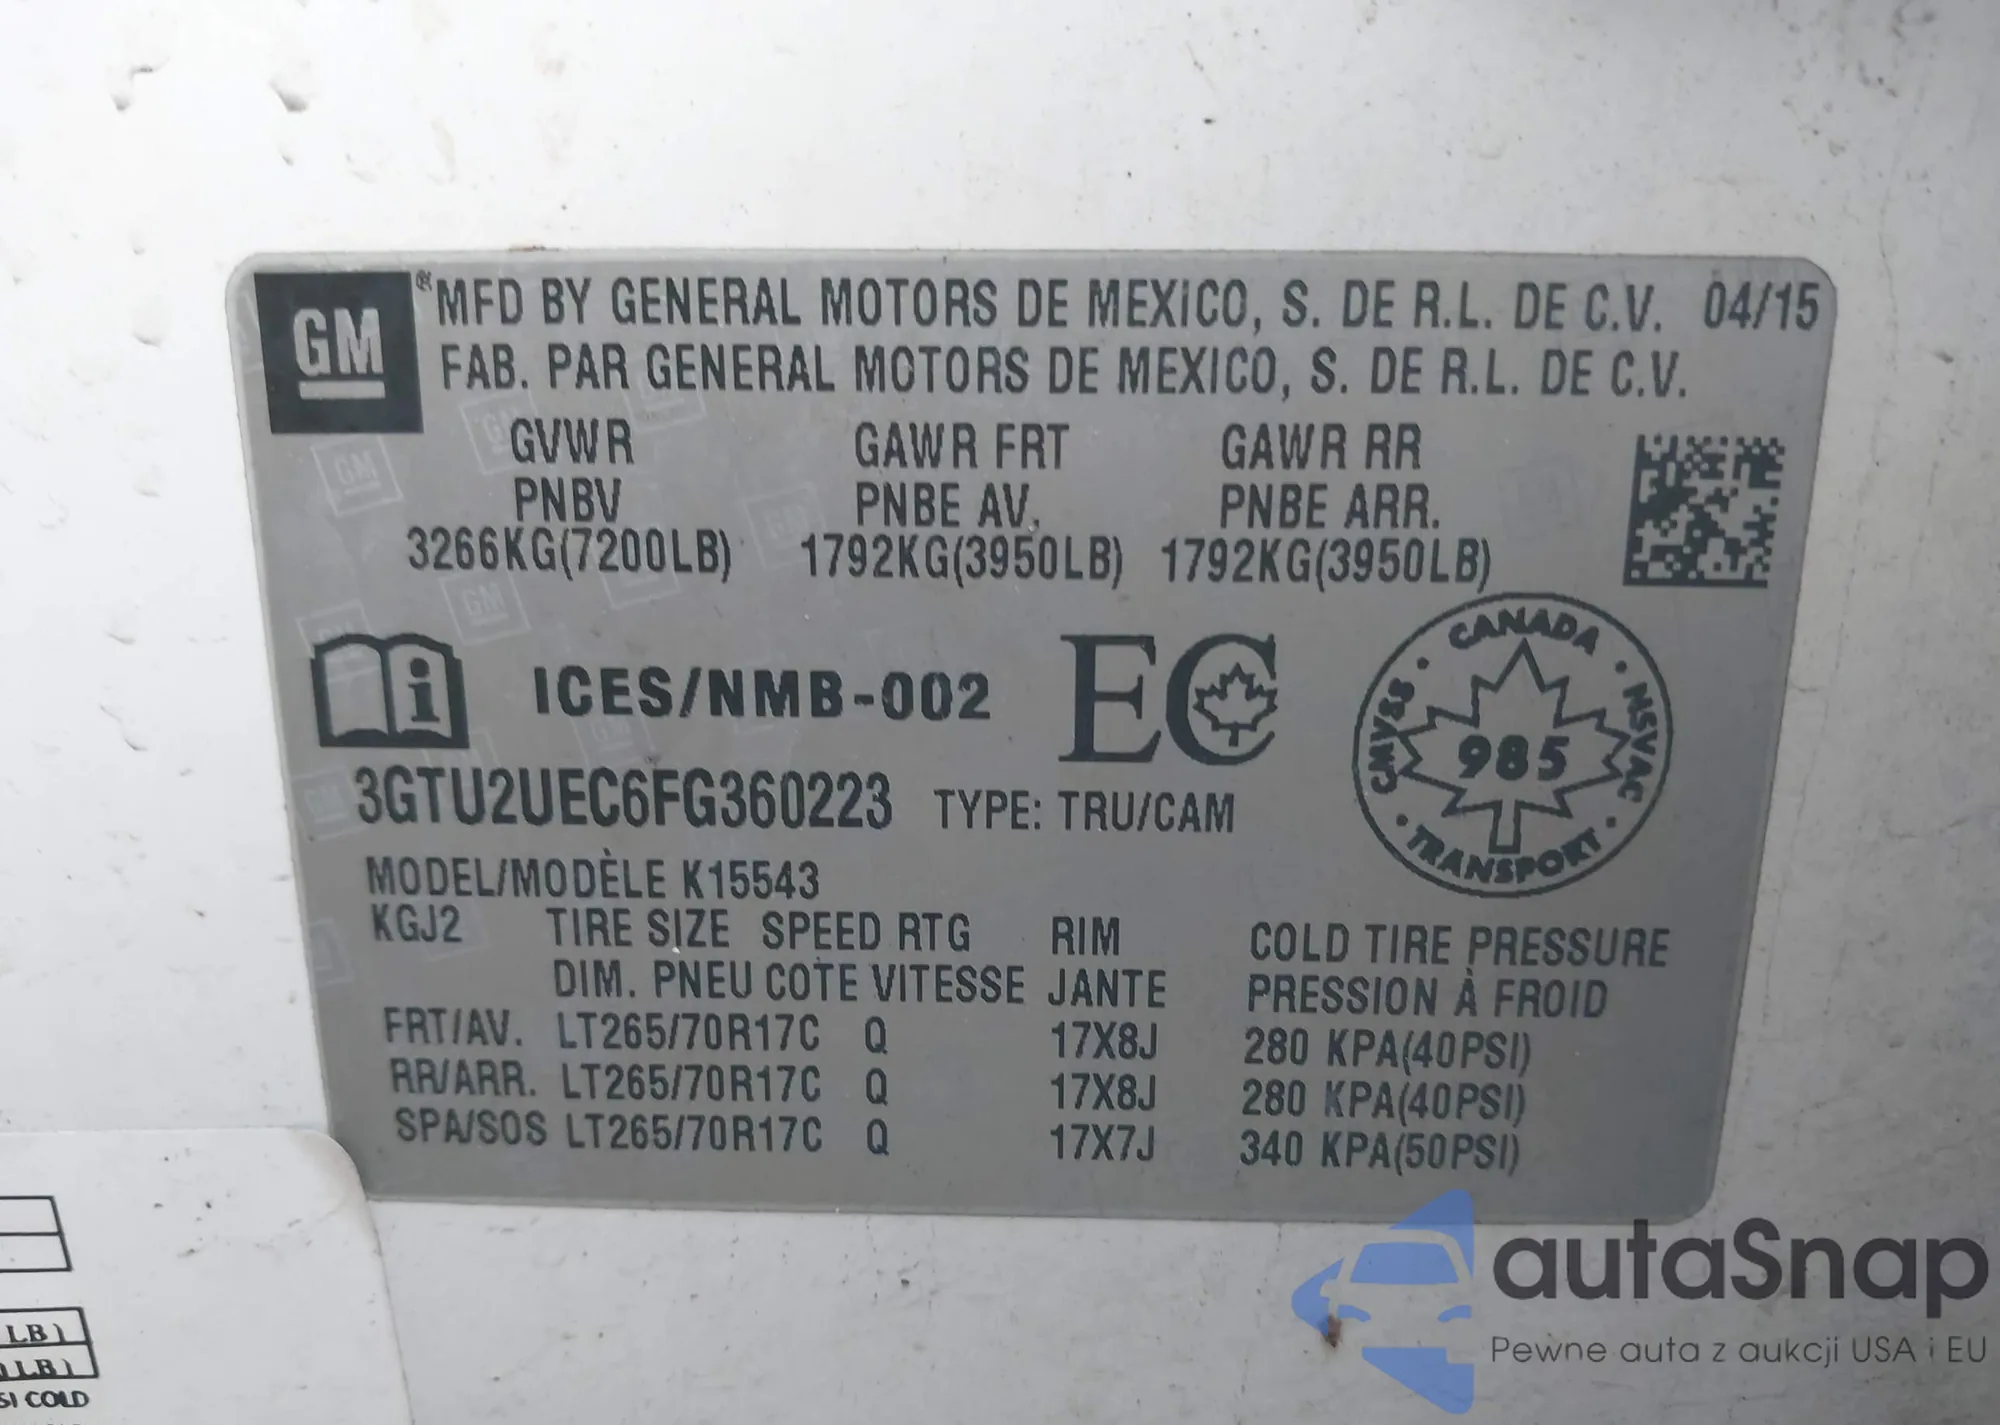 GM
®MFD BY GENERAL MOTORS DE MEXICO, S. DE R.L. DE C.V. 04/15
FAB. PAR GENERAL MOTORS DE MEXICO, S. DE R.L. DE C.V.
GVWR GAWR FRT GAWR RR
PNBV PNBE AV. PNBE ARR.
3266KG(7200LB) 1792KG(3950LB) 1792KG(3950LB)
i ICES/NMB-002 EC
CANADA
CMVSS 985 NSVAC
TRANSPORT
3GTU2UEC6FG360223 TYPE: TRU/CAM
MODEL/MODÈLE K15543
KGJ2 TIRE SIZE SPEED RTG RIM COLD TIRE PRESSURE
DIM. PNEU COTE VITESSE JANTE PRESSION À FROID
FRT/AV. LT265/70R17C Q 17X8J 280 KPA(40PSI)
RR/ARR. LT265/70R17C Q 17X8J 280 KPA(40PSI)
SPA/SOS LT265/70R17C Q 17X7J 340 KPA(50PSI)
LB)
LB)
SI COLD
autaSnap
Pewne auta z aukcji USA i EU